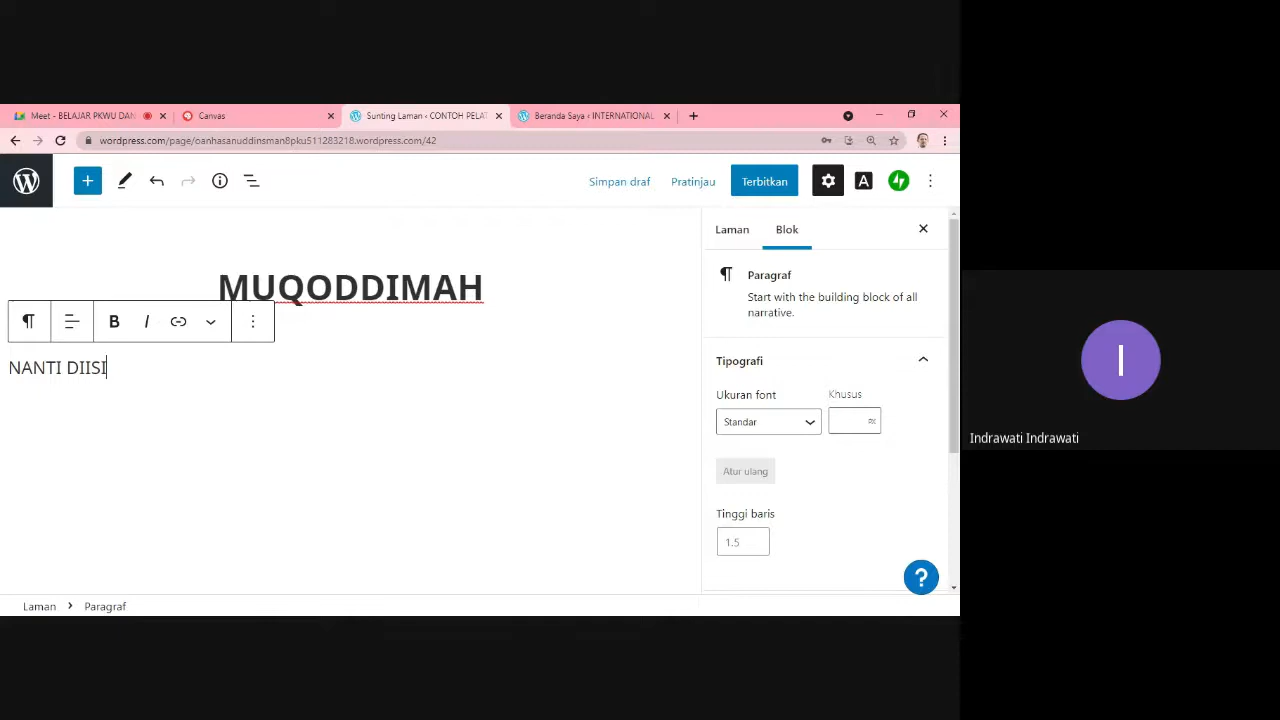 Meet - BELAJAR PKWU DAN
Canvas
Sunting Laman ‹ CONTOH PELAT
Beranda Saya ‹ INTERNATIONAL
wordpress.com/page/oanhasanuddinsman8pku511283218.wordpress.com/42
Simpan draf
Pratinjau
Terbitkan
A
Laman
Blok
MUQODDIMAH
B
I
NANTI DIISI
Paragraf
Start with the building block of all
narrative.
Tipografi
Ukuran font
Khusus
Standar
PX
Atur ulang
Tinggi baris
1.5
?
Laman
Paragraf
I
Indrawati Indrawati